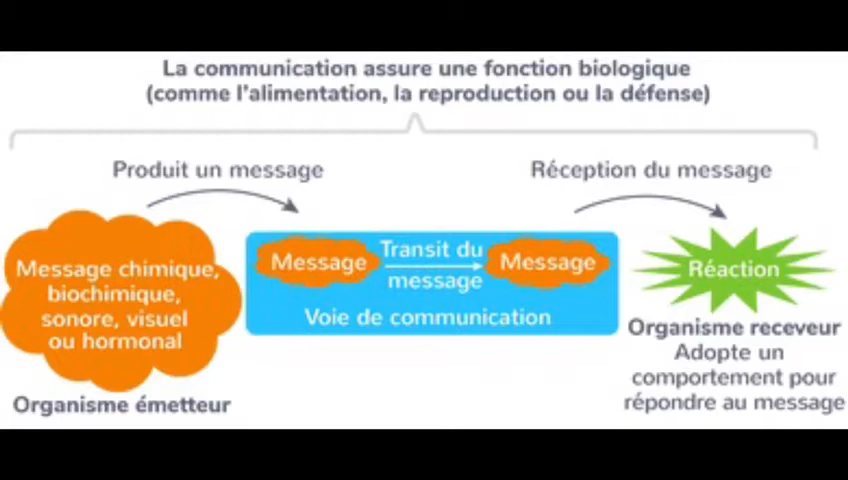 La communication assure une fonction biologique
(comme l'alimentation, la reproduction ou la défense)
Produit un message
Réception du message
Message chimique,
biochimique,
sonore, visuel
ou hormonal
Organisme émetteur
Message
Transit du
message
Message
Voie de communication
Réaction
Organisme receveur
Adopte un
comportement pour
répondre au message